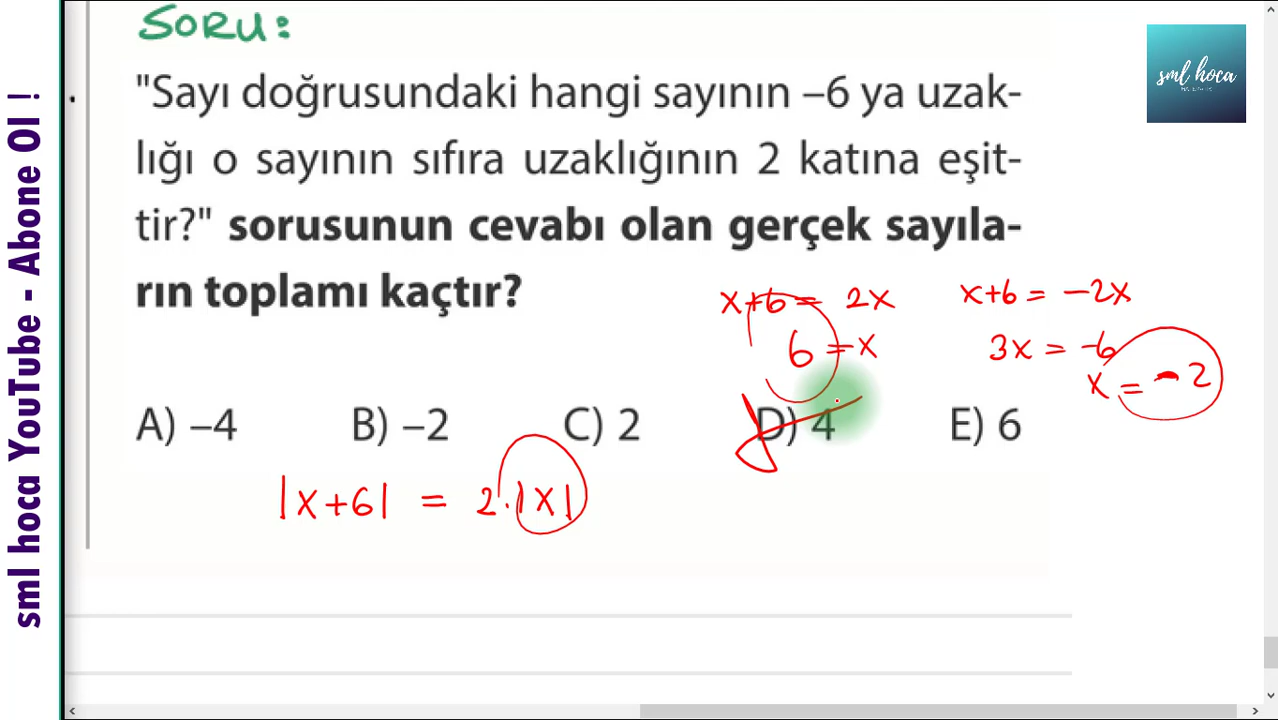 SORU:
sml hoca
"Sayı doğrusundaki hangi sayının –6 ya uzak-
lığı o sayının sıfıra uzaklığının 2 katına eşit-
tir?" sorusunun cevabı olan gerçek sayıla-
rın toplamı kaçtır?
x+6 = 2x
6 = x
x+6 = -2x
3x = -6
x = -2
A) –4 B) –2 C) 2 D) 4 E) 6
|x+6| = 2.|x|
sml hoca YouTube - Abone Ol !